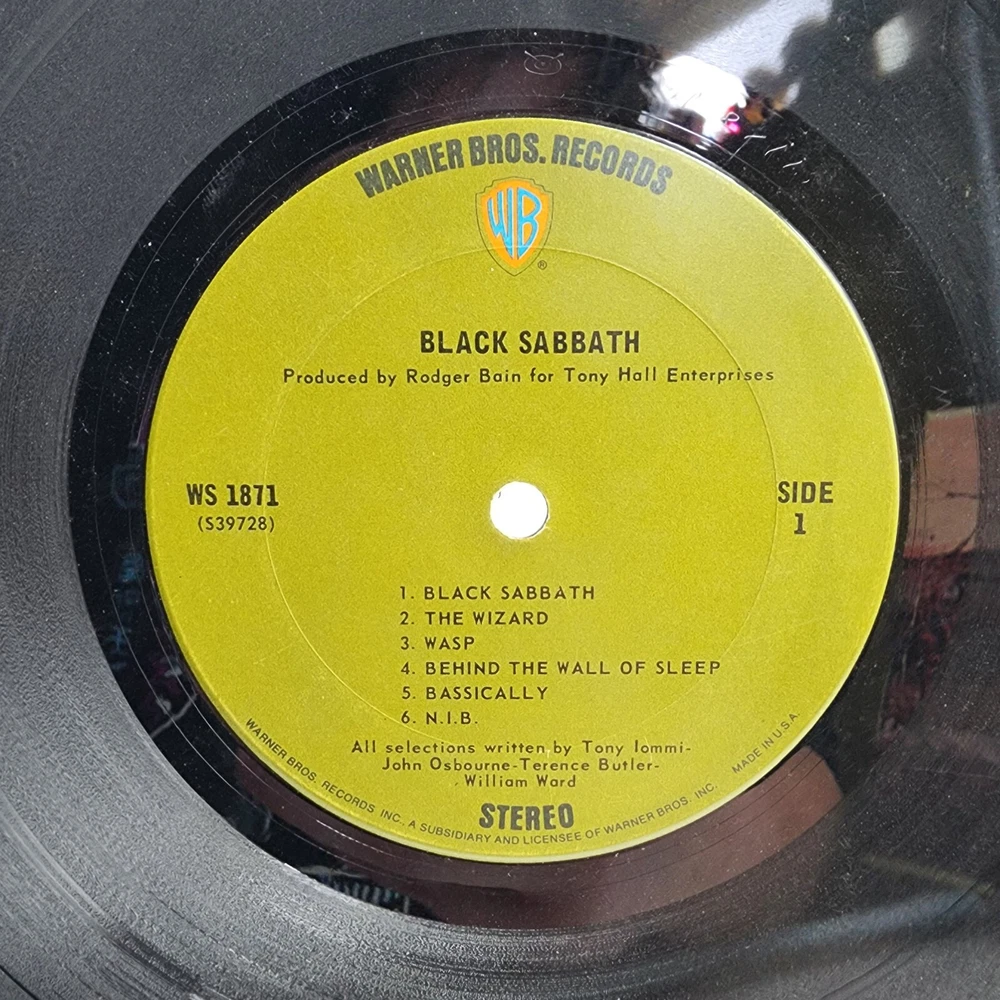 WARNER BROS. RECORDS
WB
®
BLACK SABBATH
Produced by Rodger Bain for Tony Hall Enterprises
WS 1871
(S39728)
SIDE
1
1. BLACK SABBATH
2. THE WIZARD
3. WASP
4. BEHIND THE WALL OF SLEEP
5. BASSICALLY
6. N.I.B.
All selections written by Tony Iommi-
John Osbourne-Terence Butler-
William Ward
STEREO
WARNER BROS. RECORDS INC., A SUBSIDIARY AND LICENSEE OF WARNER BROS. INC. MADE IN U.S.A.